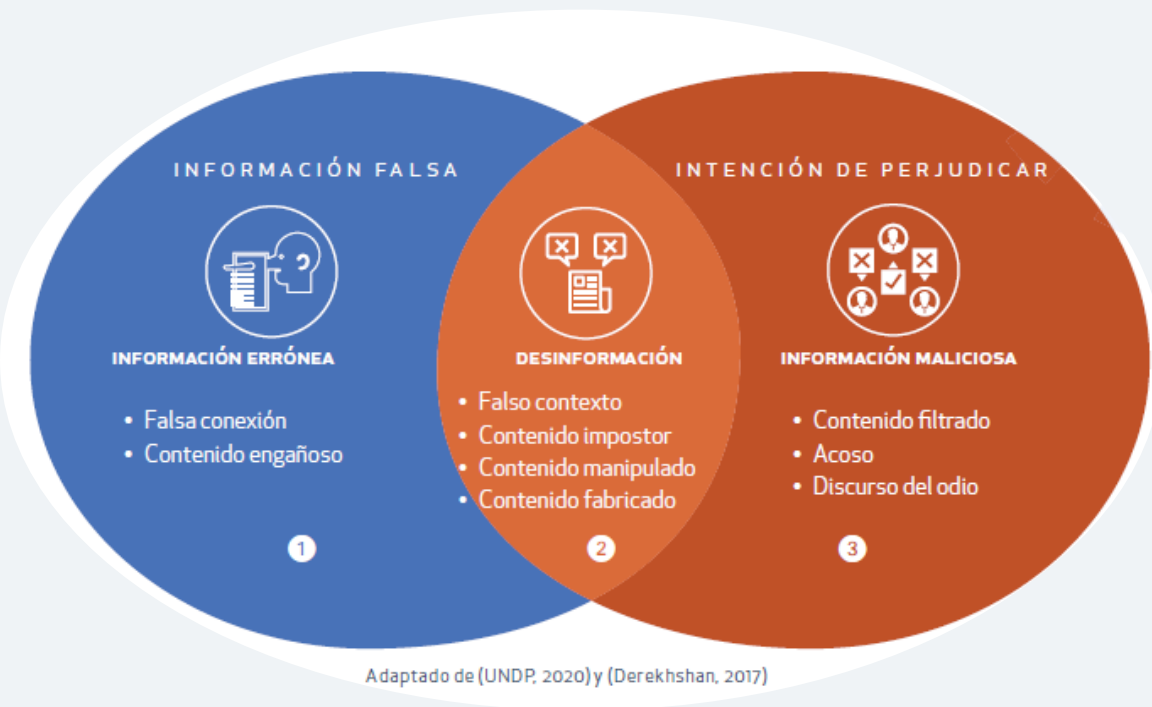 INFORMACIÓN FALSA
INTENCIÓN DE PERJUDICAR
INFORMACIÓN ERRÓNEA
• Falsa conexión
• Contenido engañoso
1
DESINFORMACIÓN
• Falso contexto
• Contenido impostor
• Contenido manipulado
• Contenido fabricado
2
INFORMACIÓN MALICIOSA
• Contenido filtrado
• Acoso
• Discurso del odio
3
Adaptado de (UNDP, 2020) y (Derekhshan, 2017)